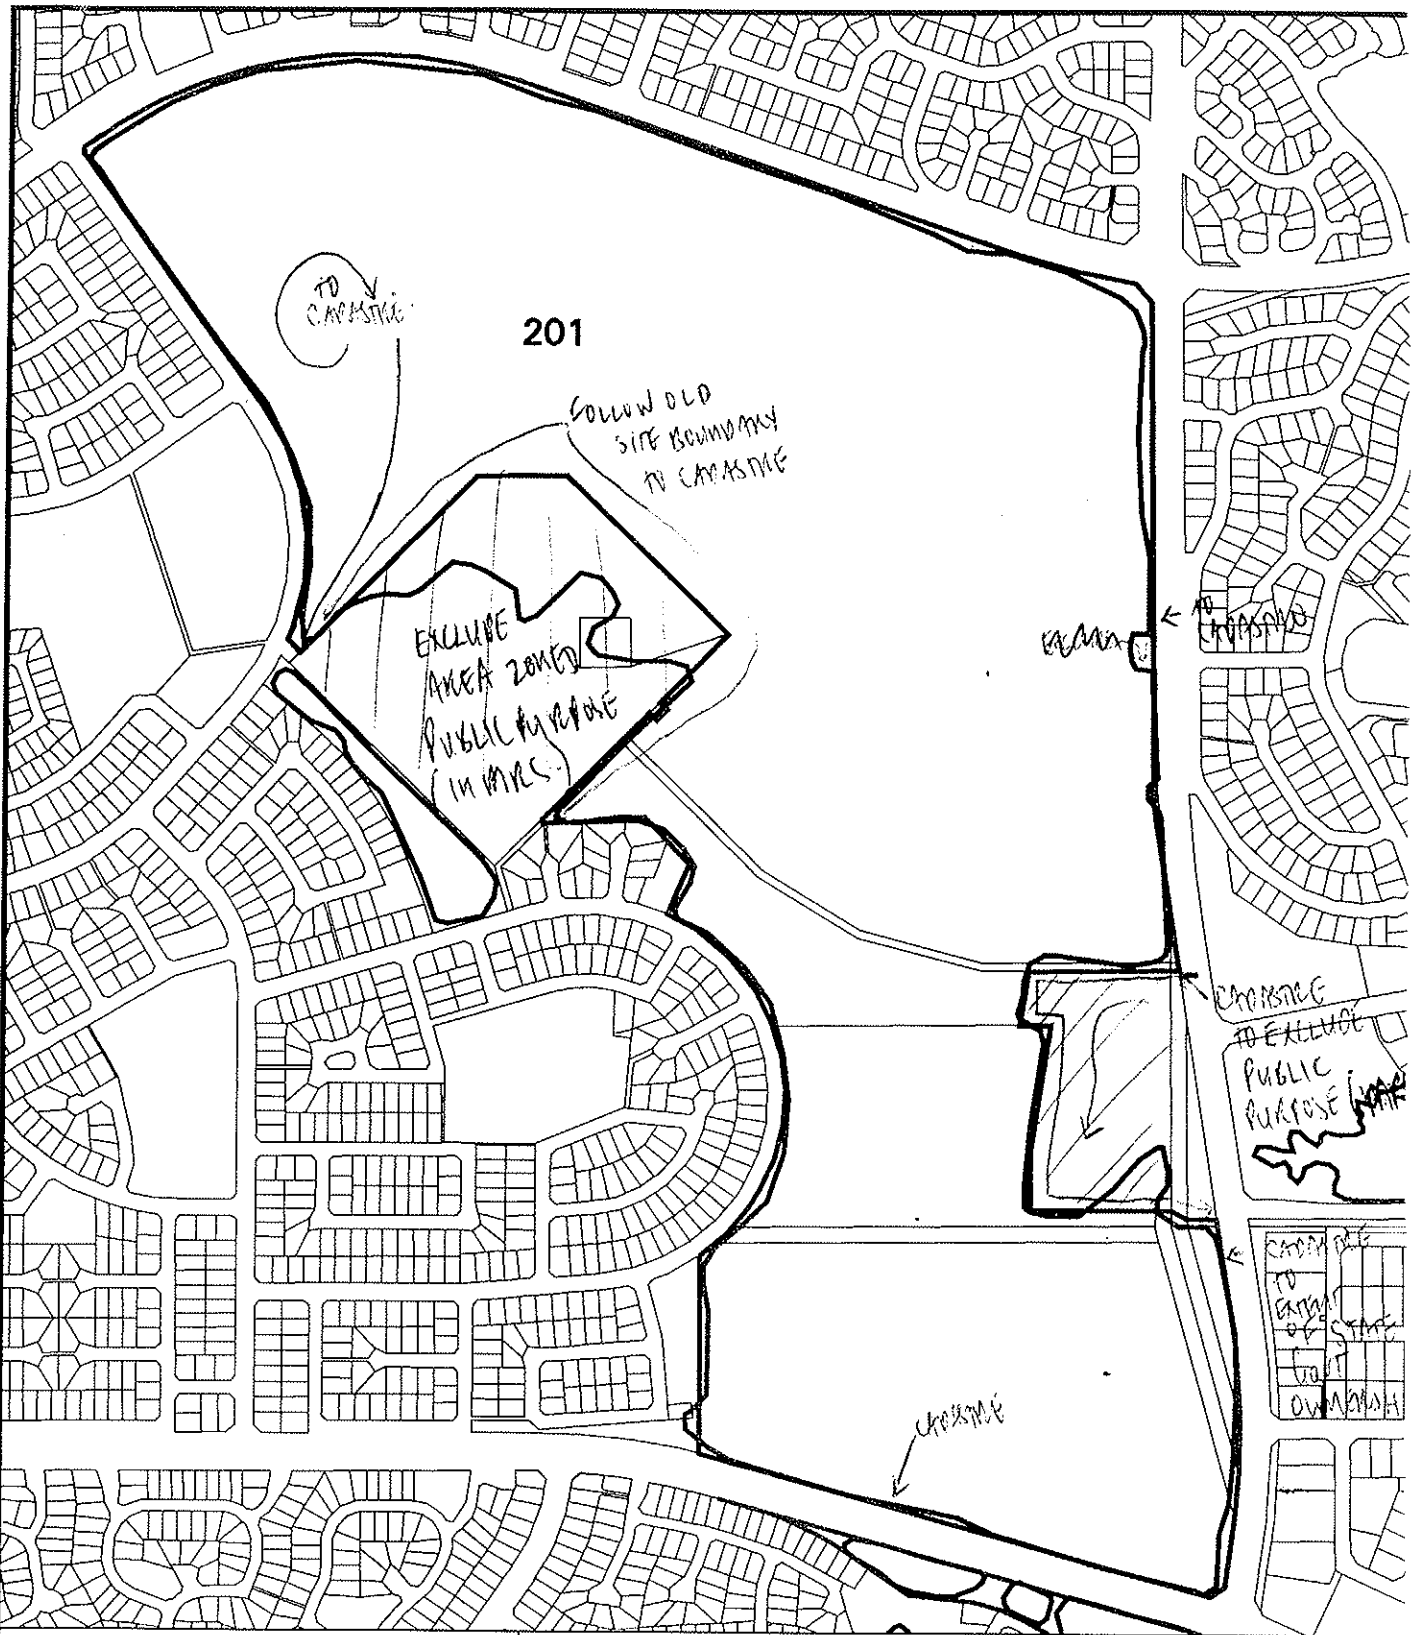 TO
CADASTRE.
201
FOLLOW OLD
SITE BOUNDARY
TO CADASTRE
EXCLUDE
AREA ZONED
PUBLIC PURPOSE
(IN MRS.)
TO
CADASTRE
TO EXCLUDE
PUBLIC
PURPOSE
CADASTRE
TO
EXTENT
OF STATE
GOVT
OWNERSH
CADASTRE